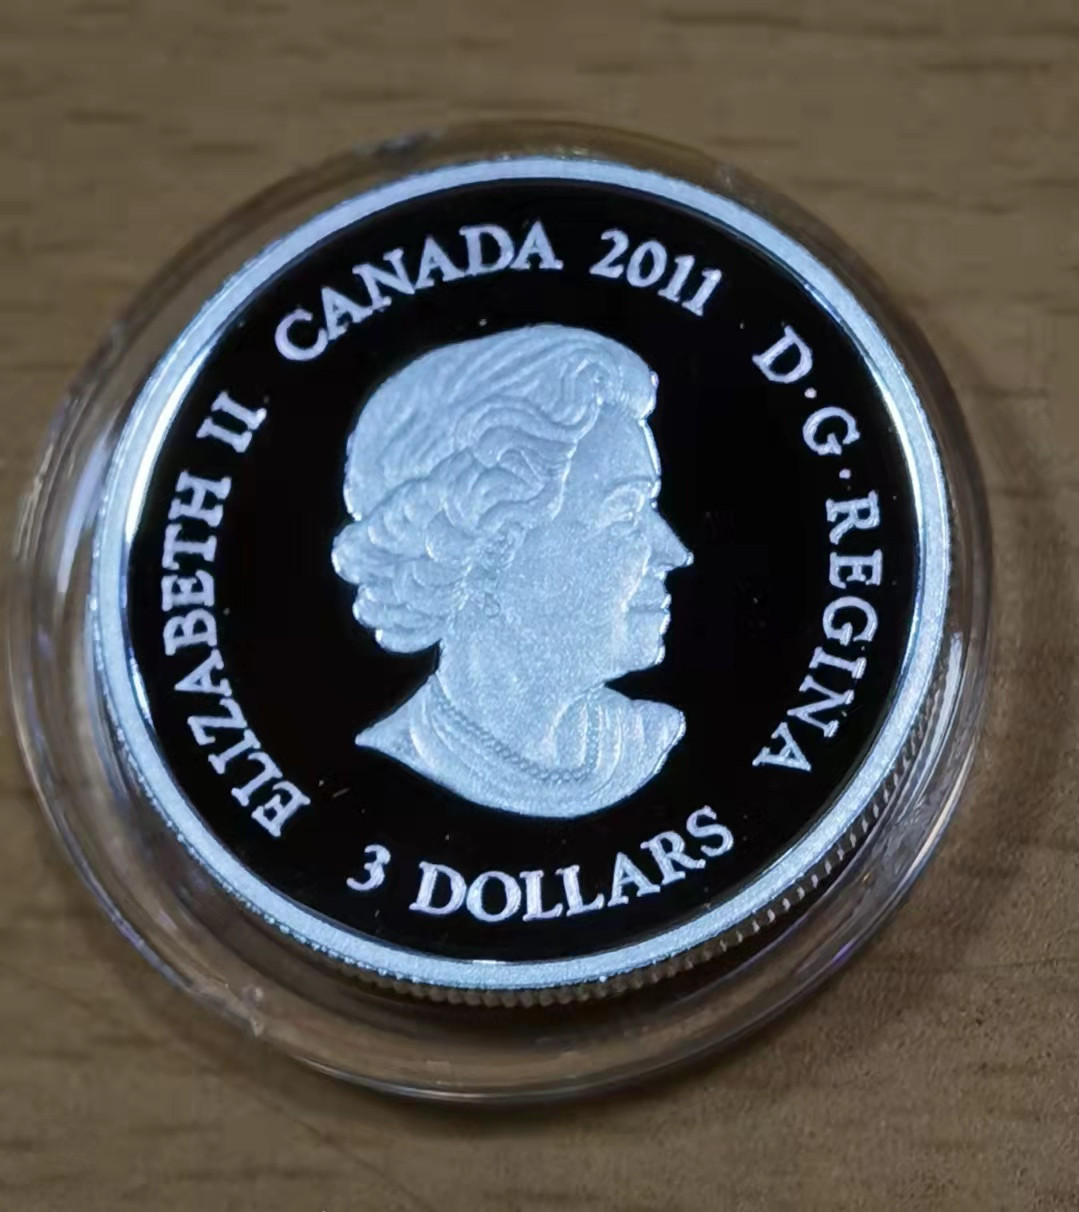 ELIZABETH II CANADA 2011 D·G·REGINA
3 DOLLARS